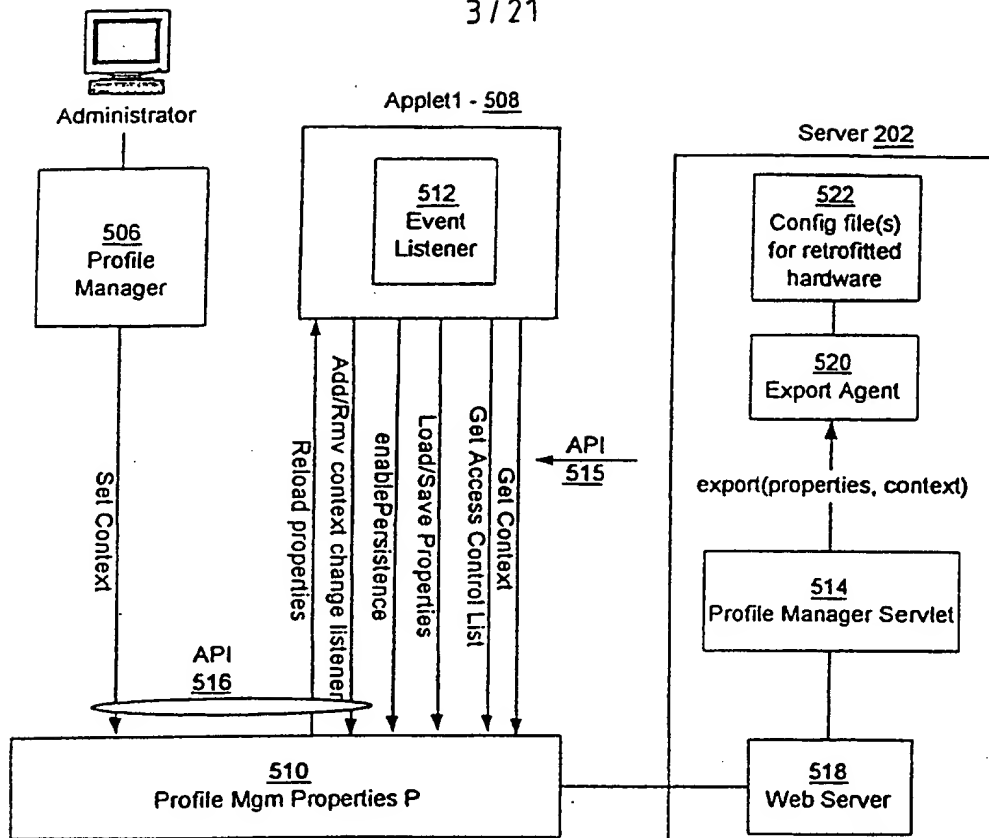 3/21
Administrator
506
Profile
Manager
Applet1 - 508
512
Event
Listener
Server 202
522
Config file(s)
for retrofitted
hardware
520
Export Agent
export(properties, context)
514
Profile Manager Servlet
518
Web Server
Set Context
Reload properties
Add/Rmv context change listener
enablePersistence
Load/Save Properties
Get Access Control List
Get Context
API
515
API
516
510
Profile Mgm Properties P